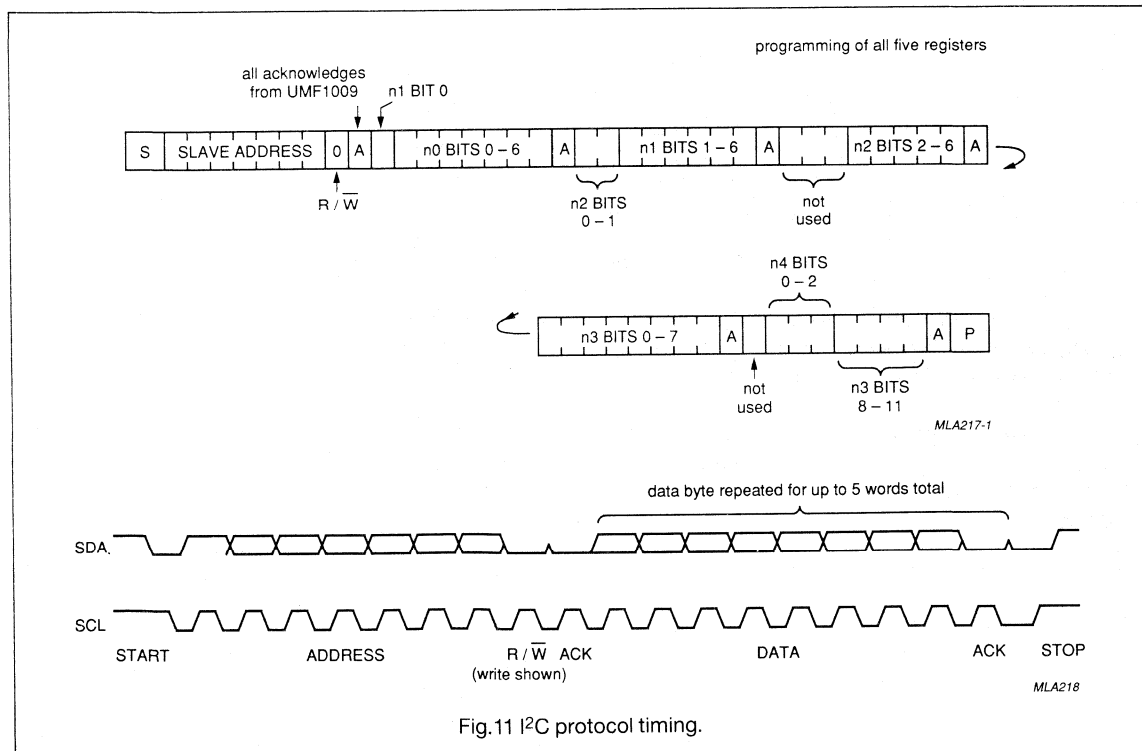 programming of all five registers
all acknowledges
from UMF1009
n1 BIT 0
S SLAVE ADDRESS 0 A n0 BITS 0 – 6 A n1 BITS 1 – 6 A n2 BITS 2 – 6 A
R / W̅
n2 BITS
0 – 1
not
used
n4 BITS
0 – 2
n3 BITS 0 – 7 A A P
not
used
n3 BITS
8 – 11
MLA217-1
data byte repeated for up to 5 words total
SDA
SCL
START ADDRESS R / W̅ ACK DATA ACK STOP
(write shown)
MLA218
Fig.11 I²C protocol timing.